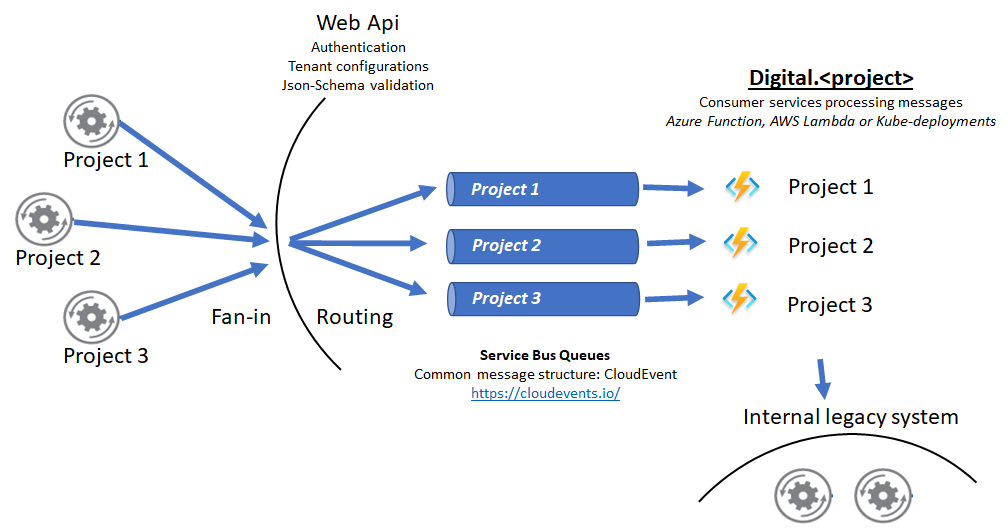 Web Api
Authentication
Tenant configurations
Json-Schema validation
Digital.<project>
Consumer services processing messages
Azure Function, AWS Lambda or Kube-deployments
Project 1
Project 2
Project 3
Fan-in
Routing
Project 1
Project 2
Project 3
Service Bus Queues
Common message structure: CloudEvent
https://cloudevents.io/
Project 1
Project 2
Project 3
Internal legacy system